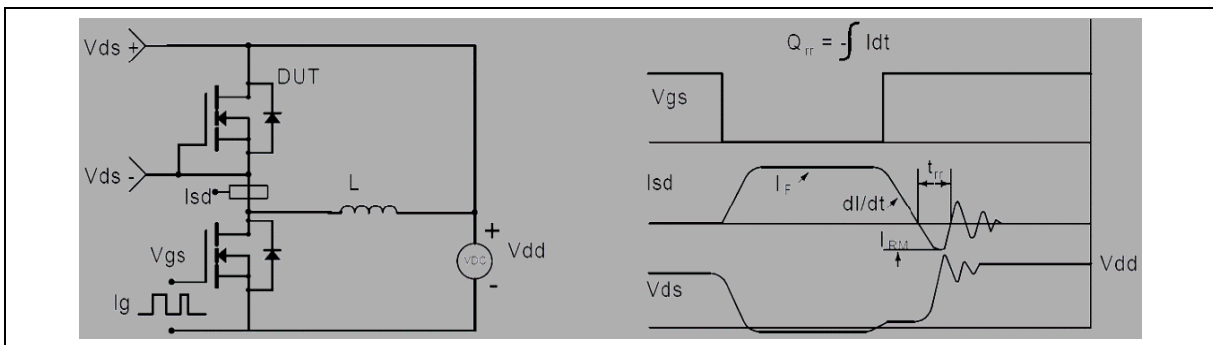 Vds +
DUT
Vds -
Isd
L
Vgs
+
VDC
Vdd
-
Ig
Q rr = -∫ Idt
Vgs
Isd
I F
dI/dt
t rr
I RM
Vds
Vdd